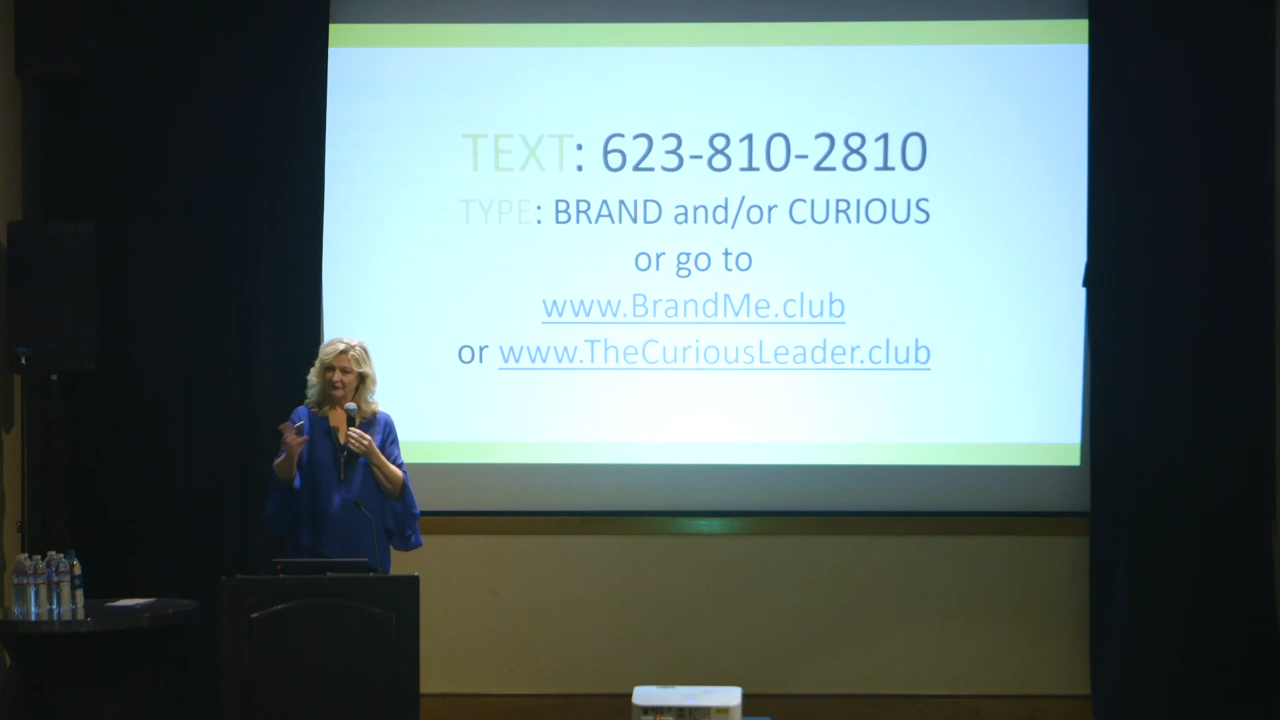 TEXT: 623-810-2810
TYPE: BRAND and/or CURIOUS
or go to
www.BrandMe.club
or www.TheCuriousLeader.club